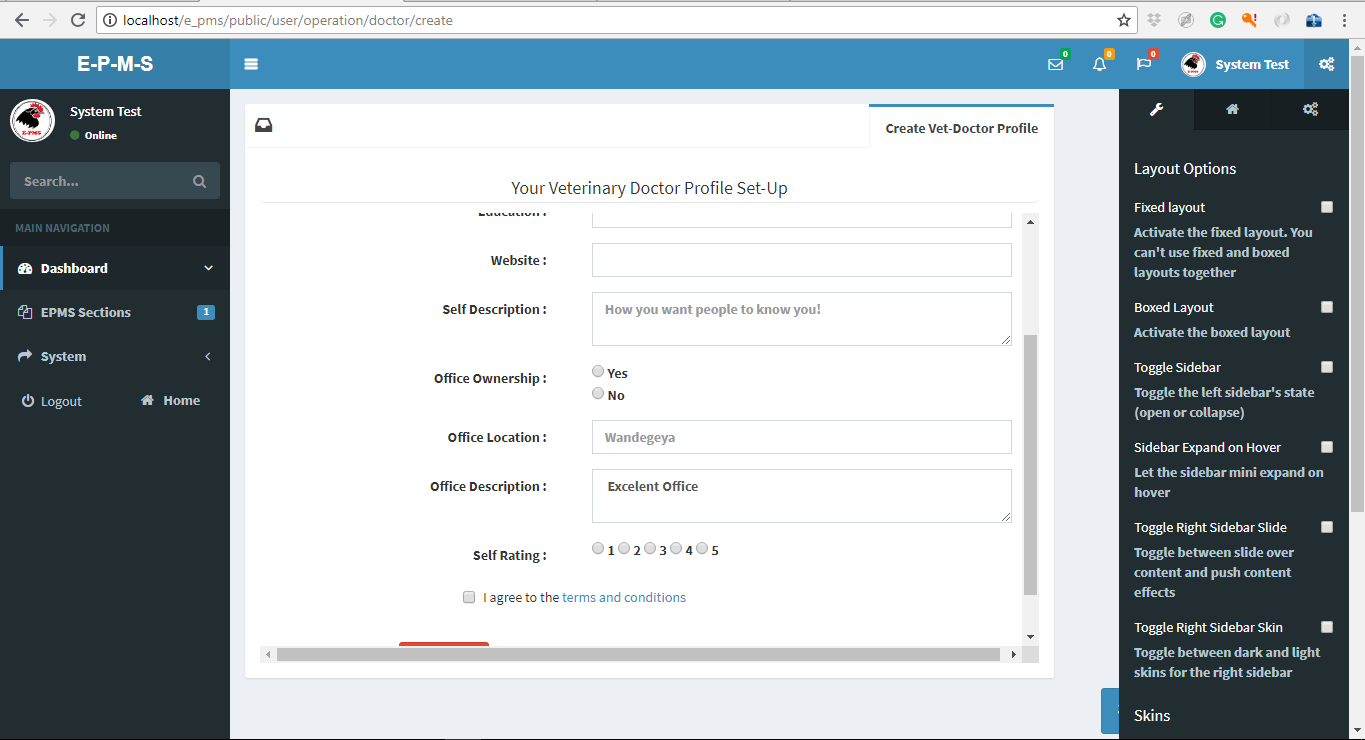 localhost/e_pms/public/user/operation/doctor/create
E-P-M-S
0
0
0
System Test
System Test
Online
E-PMS
Search...
MAIN NAVIGATION
Dashboard
EPMS Sections
1
System
Logout
Home
Create Vet-Doctor Profile
Your Veterinary Doctor Profile Set-Up
Education :
Website :
Self Description :
How you want people to know you!
Office Ownership :
Yes
No
Office Location :
Wandegeya
Office Description :
Excelent Office
Self Rating :
1 2 3 4 5
I agree to the terms and conditions
Layout Options
Fixed layout
Activate the fixed layout. You
can't use fixed and boxed
layouts together
Boxed Layout
Activate the boxed layout
Toggle Sidebar
Toggle the left sidebar's state
(open or collapse)
Sidebar Expand on Hover
Let the sidebar mini expand on
hover
Toggle Right Sidebar Slide
Toggle between slide over
content and push content
effects
Toggle Right Sidebar Skin
Toggle between dark and light
skins for the right sidebar
Skins